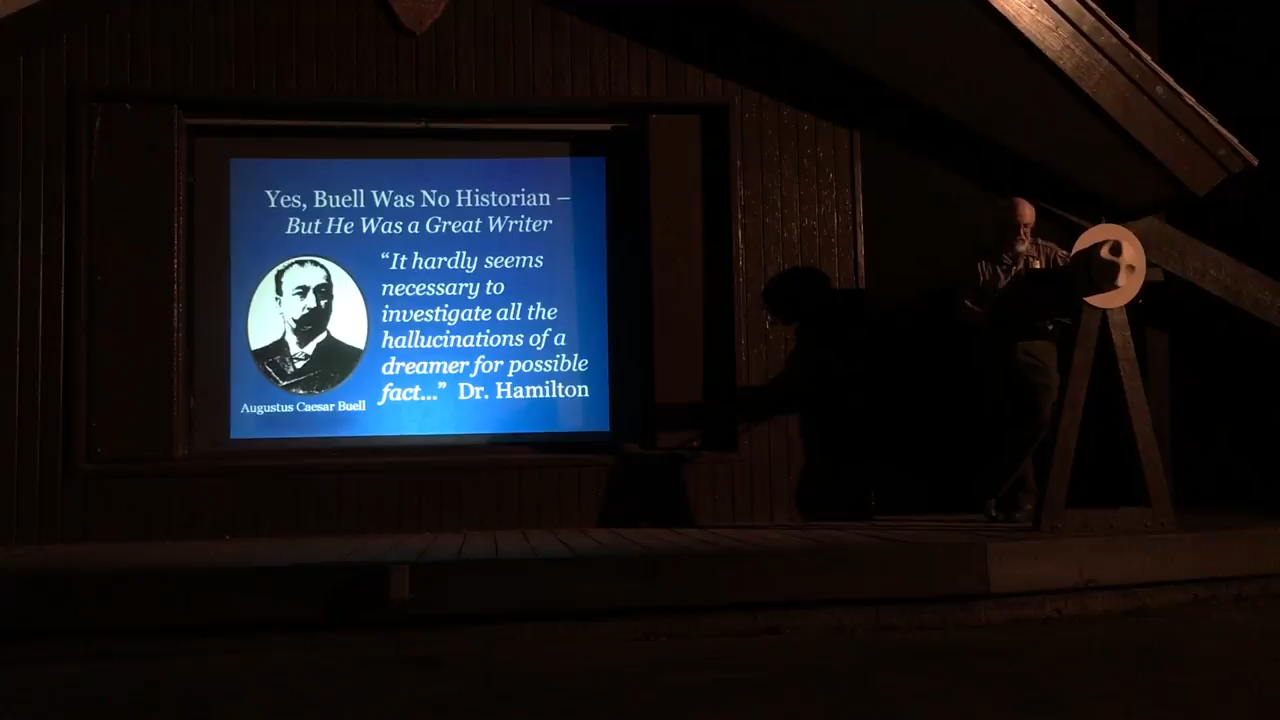 Yes, Buell Was No Historian –
But He Was a Great Writer
“It hardly seems
necessary to
investigate all the
hallucinations of a
dreamer for possible
fact...” Dr. Hamilton
Augustus Caesar Buell